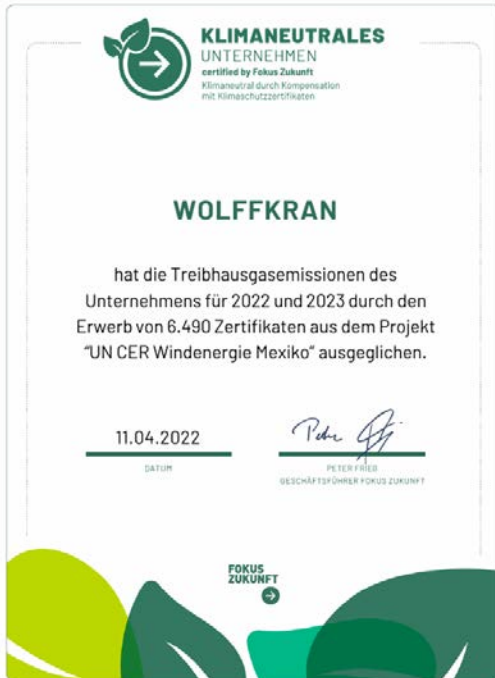 KLIMANEUTRALES
UNTERNEHMEN
certified by Fokus Zukunft
Klimaneutral durch Kompensation
mit Klimaschutzzertifikaten
WOLFFKRAN
hat die Treibhausgasemissionen des
Unternehmens für 2022 und 2023 durch den
Erwerb von 6.490 Zertifikaten aus dem Projekt
"UN CER Windenergie Mexiko" ausgeglichen.
11.04.2022
DATUM
PETER FRIEß
GESCHÄFTSFÜHRER FOKUS ZUKUNFT
FOKUS
ZUKUNFT